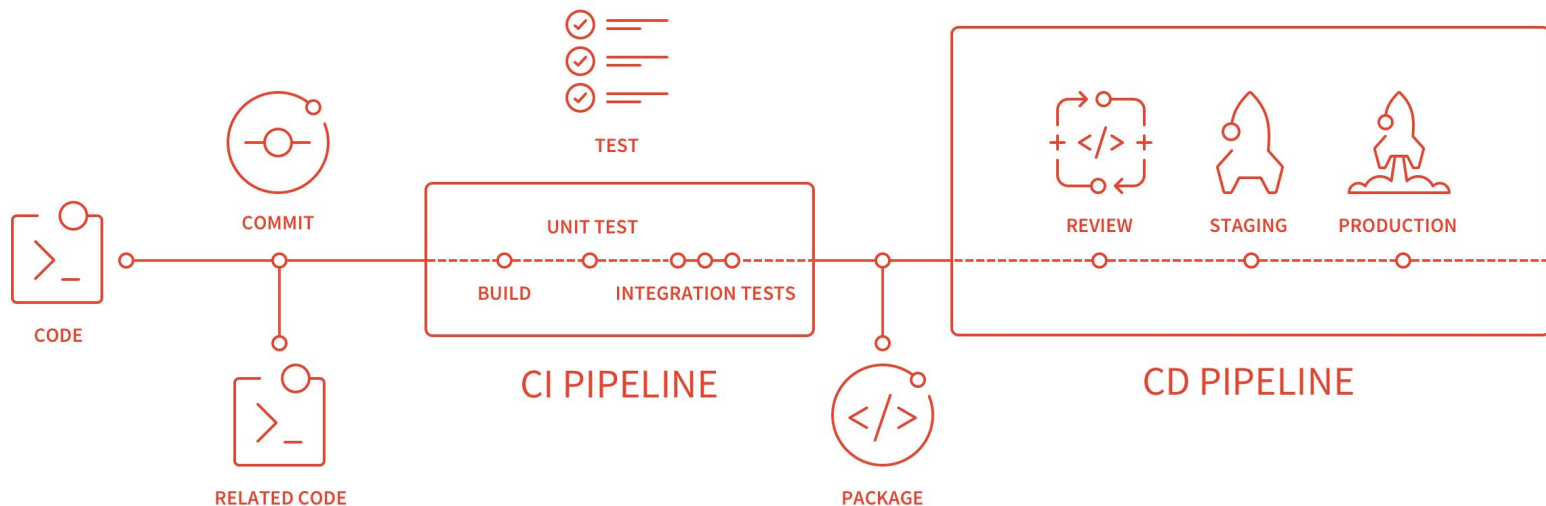 TEST
COMMIT
UNIT TEST
REVIEW
STAGING
PRODUCTION
BUILD
INTEGRATION TESTS
CODE
CI PIPELINE
CD PIPELINE
</>
</>
RELATED CODE
PACKAGE